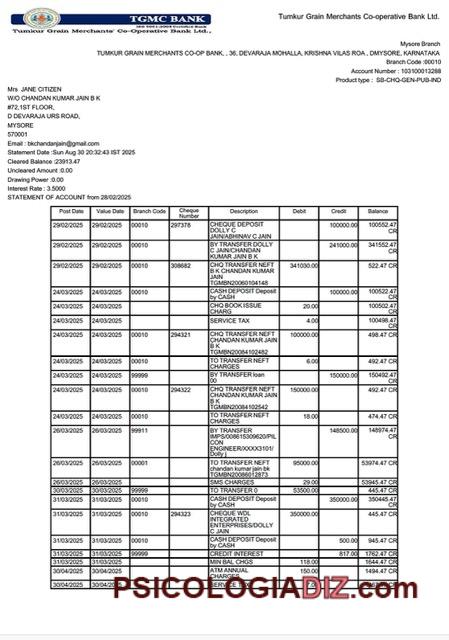 TGMC BANK
Tumkur Grain Merchants' Co-operative Bank Ltd.,
Tumkur Grain Merchants Co-operative Bank Ltd.
Mysore Branch
TUMKUR GRAIN MERCHANTS CO-OP BANK, , 36, DEVARAJA MOHALLA, KRISHNA VILAS ROA , DMYSORE, KARNATAKA
Branch Code :00010
Account Number : 103100013288
Product type : SB-CHQ-GEN-PUB-IND
Mrs JANE CITIZEN
W/O CHANDAN KUMAR JAIN B K
#72,1ST FLOOR,
D DEVARAJA URS ROAD,
MYSORE
570001
Email : bkchandanjain@gmail.com
Statement Date :Sun Aug 30 20:32:43 IST 2025
Cleared Balance :23913.47
Uncleared Amount :0.00
Drawing Power :0.00
Interest Rate : 3.5000
STATEMENT OF ACCOUNT from 28/02/2025
Post Date Value Date Branch Code Cheque Number Description Debit Credit Balance
29/02/2025 29/02/2025 00010 297378 CHEQUE DEPOSIT 100000.00 100552.47
DOLLY C CR
JAIN/ABHINAV C JAIN
29/02/2025 29/02/2025 00010 BY TRANSFER DOLLY 241000.00 341552.47
C JAIN/CHANDAN CR
KUMAR JAIN B K
29/02/2025 29/02/2025 00010 308682 CHQ TRANSFER NEFT 341030.00 522.47 CR
B K CHANDAN KUMAR
JAIN
TGMBN20060104148
24/03/2025 24/03/2025 00010 CASH DEPOSIT Deposit 100000.00 100522.47
by CASH CR
24/03/2025 24/03/2025 00010 CHQ BOOK ISSUE 20.00 100502.47
CHARG CR
24/03/2025 24/03/2025 00010 SERVICE TAX 4.00 100498.47
CR
24/03/2025 24/03/2025 00010 294321 CHQ TRANSFER NEFT 100000.00 498.47 CR
CHANDAN KUMAR JAIN
B K
TGMBN20084102482
24/03/2025 24/03/2025 00010 TO TRANSFER NEFT 6.00 492.47 CR
CHARGES
24/03/2025 24/03/2025 99999 BY TRANSFER loan 150000.00 150492.47
00 CR
24/03/2025 24/03/2025 00010 294322 CHQ TRANSFER NEFT 150000.00 492.47 CR
CHANDAN KUMAR JAIN
B K
TGMBN20084102542
24/03/2025 24/03/2025 00010 TO TRANSFER NEFT 18.00 474.47 CR
CHARGES
26/03/2025 26/03/2025 99911 BY TRANSFER 148500.00 148974.47
IMPS/008615309620/PIL CR
CON
ENGINEER/XXXX3101/
Dolly j
26/03/2025 26/03/2025 00001 TO TRANSFER NEFT 95000.00 53974.47 CR
chandan kumar jain bk
TGMBN20086012873
26/03/2025 26/03/2025 SMS CHARGES 29.00 53945.47 CR
30/03/2025 30/03/2025 99999 TO TRANSFER 0 53500.00 445.47 CR
31/03/2025 31/03/2025 00010 CASH DEPOSIT Deposit 350000.00 350445.47
by CASH CR
31/03/2025 31/03/2025 00010 294323 CHEQUE WDL 350000.00 445.47 CR
INTEGRATED
ENTERPRISES/DOLLY
C JAIN
31/03/2025 31/03/2025 00010 CASH DEPOSIT Deposit 500.00 945.47 CR
by CASH
31/03/2025 31/03/2025 99999 CREDIT INTEREST 817.00 1762.47 CR
31/03/2025 31/03/2025 MIN BAL CHGS 118.00 1644.47 CR
30/04/2025 30/04/2025 ATM ANNUAL 150.00 1494.47 CR
CHARGES
30/04/2025 30/04/2025 SERVICE TAX
PSICOLOGIADIZ.com